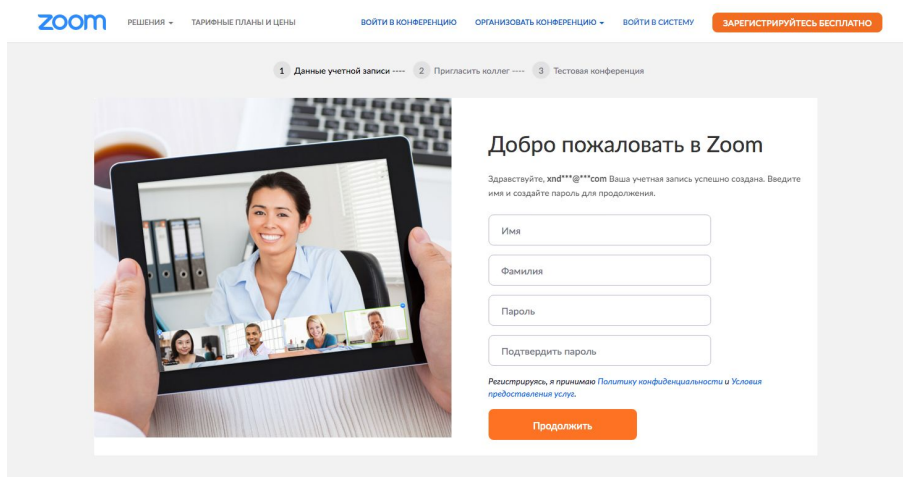 zoom РЕШЕНИЯ ТАРИФНЫЕ ПЛАНЫ И ЦЕНЫ ВОЙТИ В КОНФЕРЕНЦИЮ ОРГАНИЗОВАТЬ КОНФЕРЕНЦИЮ ВОЙТИ В СИСТЕМУ ЗАРЕГИСТРИРУЙТЕСЬ БЕСПЛАТНО
1 Данные учетной записи ---- 2 Пригласить коллег ---- 3 Тестовая конференция
Добро пожаловать в Zoom
Здравствуйте, xnd***@***com Ваша учетная запись успешно создана. Введите
имя и создайте пароль для продолжения.
Имя
Фамилия
Пароль
Подтвердить пароль
Регистрируясь, я принимаю Политику конфиденциальности и Условия
предоставления услуг.
Продолжить